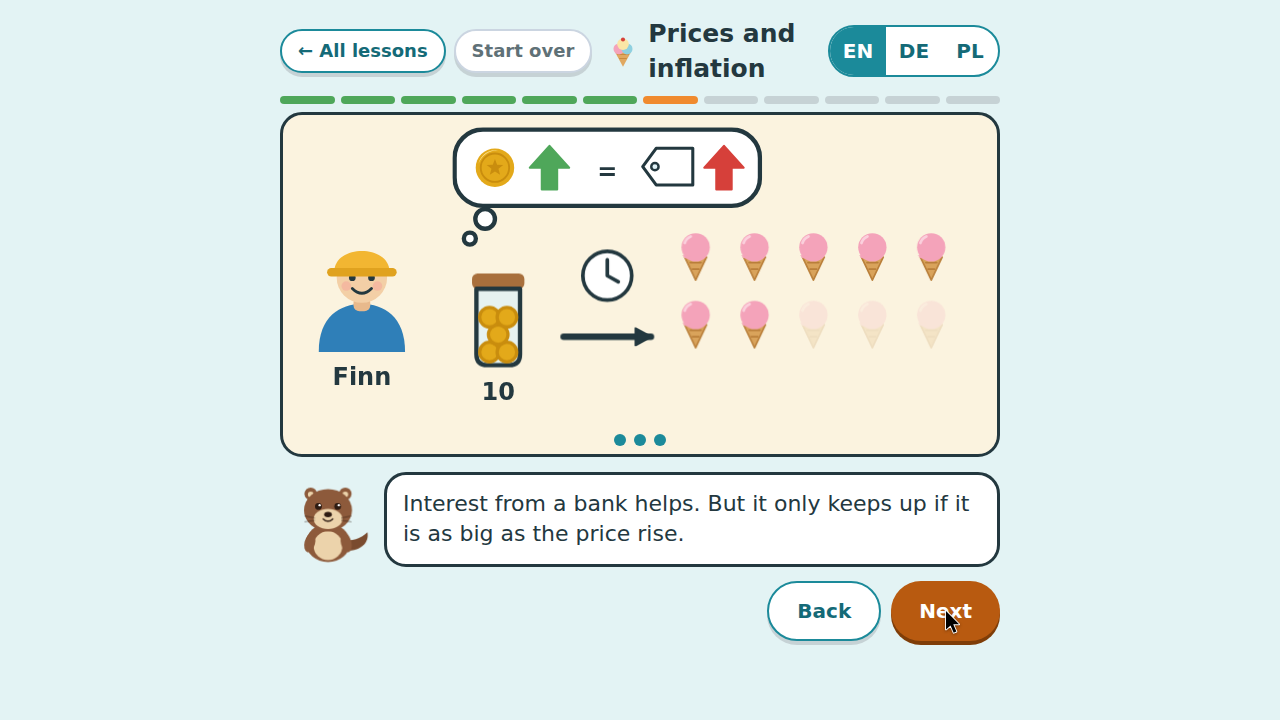 ← All lessons
Start over
Prices and
inflation
EN DE PL
=
Finn
10
Interest from a bank helps. But it only keeps up if it
is as big as the price rise.
Back
Next